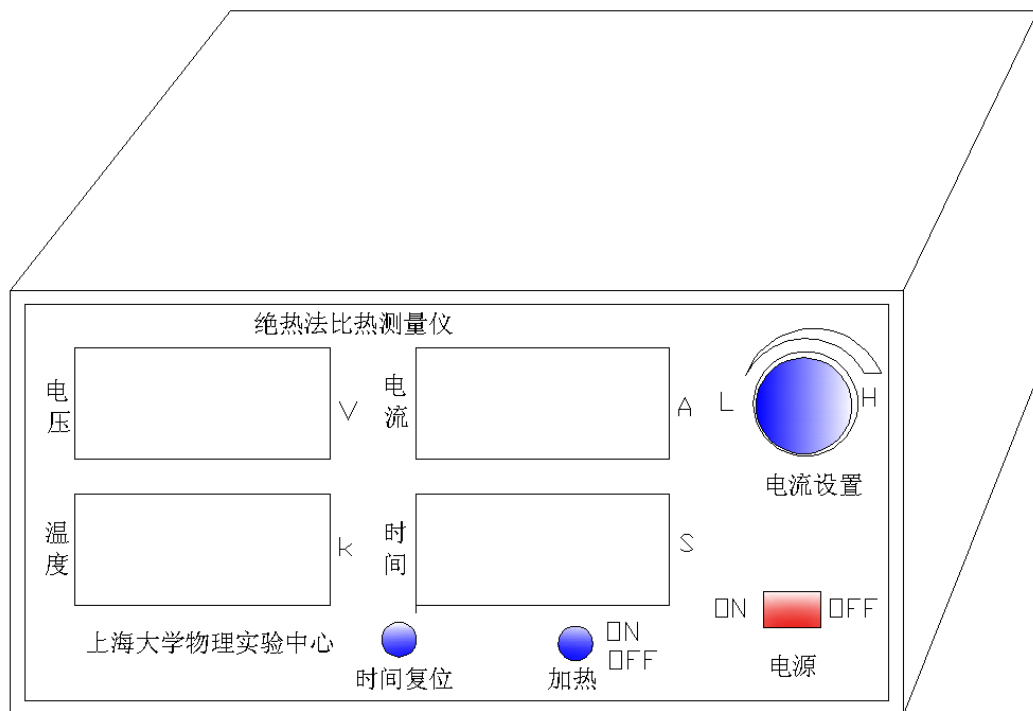 绝热法比热测量仪
电压
V
电流
A
L
H
电流设置
温度
k
时间
S
ON
OFF
电源
上海大学物理实验中心
时间复位
加热
ON
OFF